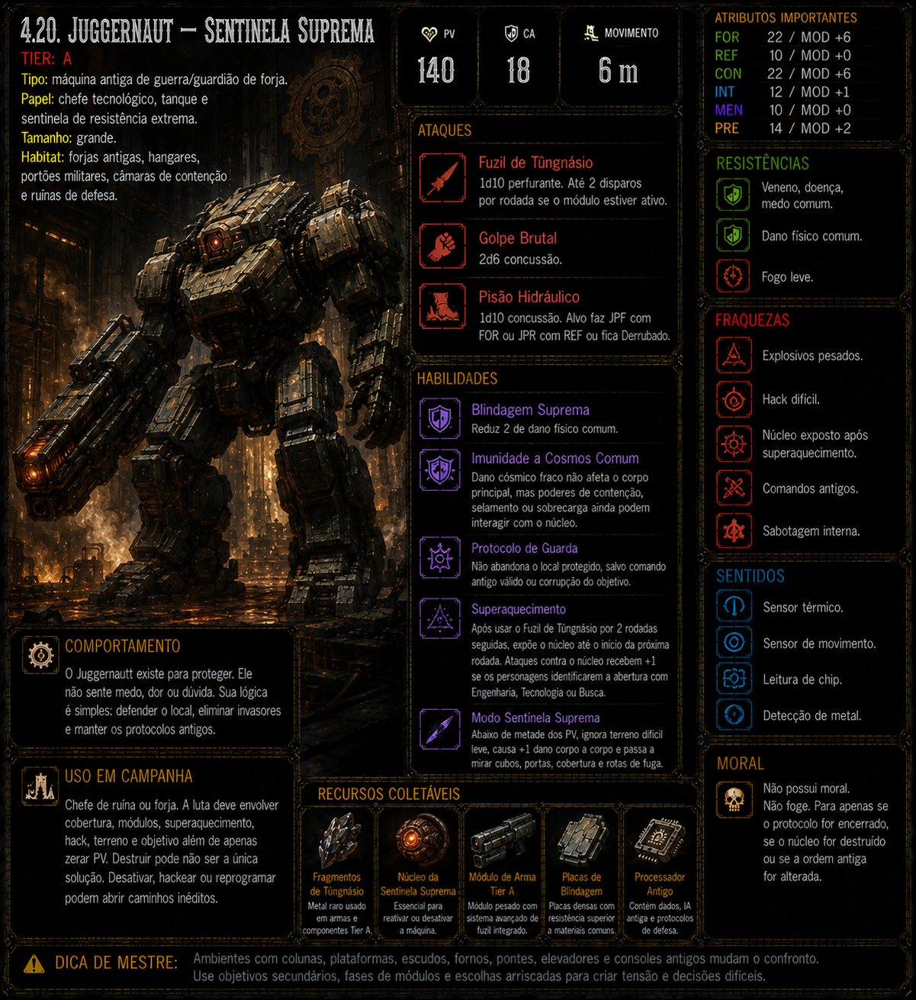 4.20. Juggernaut – Sentinela Suprema
TIER: A
Tipo: máquina antiga de guerra/guardião de forja.
Papel: chefe tecnológico, tanque e
sentinela de resistência extrema.
Tamanho: grande.
Habitat: forjas antigas, hangares,
portões militares, câmaras de contenção
e ruínas de defesa.
PV
140
CA
18
MOVIMENTO
6 m
ATAQUES
Fuzil de Tûngnásio
1d10 perfurante. Até 2 disparos
por rodada se o módulo estiver ativo.
Golpe Brutal
2d6 concussão.
Pisão Hidráulico
1d10 concussão. Alvo faz JPF com
FOR ou JPR com REF ou fica Derrubado.
HABILIDADES
Blindagem Suprema
Reduz 2 de dano físico comum.
Imunidade a Cosmos Comum
Dano cósmico fraco não afeta o corpo
principal, mas poderes de contenção,
selamento ou sobrecarga ainda podem
interagir com o núcleo.
Protocolo de Guarda
Não abandona o local protegido, salvo comando
antigo válido ou corrupção do objetivo.
Superaquecimento
Após usar o Fuzil de Tûngnásio por 2 rodadas
seguidas, expõe o núcleo até o início da próxima
rodada. Ataques contra o núcleo recebem +1
se os personagens identificarem a abertura com
Engenharia, Tecnologia ou Busca.
Modo Sentinela Suprema
Abaixo de metade dos PV, ignora terreno difícil
leve, causa +1 dano corpo a corpo e passa a
mirar cubos, portas, cobertura e rotas de fuga.
ATRIBUTOS IMPORTANTES
FOR 22 / MOD +6
REF 10 / MOD +0
CON 22 / MOD +6
INT 12 / MOD +1
MEN 10 / MOD +0
PRE 14 / MOD +2
RESISTÊNCIAS
Veneno, doença,
medo comum.
Dano físico comum.
Fogo leve.
FRAQUEZAS
Explosivos pesados.
Hack difícil.
Núcleo exposto após
superaquecimento.
Comandos antigos.
Sabotagem interna.
SENTIDOS
Sensor térmico.
Sensor de movimento.
Leitura de chip.
Detecção de metal.
MORAL
Não possui moral.
Não foge. Para apenas se
o protocolo for encerrado,
se o núcleo for destruído
ou se a ordem antiga
for alterada.
COMPORTAMENTO
O Juggernautt existe para proteger. Ele
não sente medo, dor ou dúvida. Sua lógica
é simples: defender o local, eliminar invasores
e manter os protocolos antigos.
USO EM CAMPANHA
Chefe de ruína ou forja. A luta deve envolver
cobertura, módulos, superaquecimento,
hack, terreno e objetivo além de apenas
zerar PV. Destruir pode não ser a única
solução. Desativar, hackear ou reprogramar
podem abrir caminhos inéditos.
RECURSOS COLETÁVEIS
Fragmentos
de Tûngnásio
Metal raro usado
em armas e
componentes Tier A.
Núcleo da
Sentinela Suprema
Essencial para
reativar ou desativar
a máquina.
Módulo de Arma
Tier A
Módulo pesado com
sistema avançado de
fuzil integrado.
Placas de
Blindagem
Placas densas com
resistência superior
a materiais comuns.
Processador
Antigo
Contém dados, IA
antiga e protocolos
de defesa.
DICA DE MESTRE:
Ambientes com colunas, plataformas, escudos, fornos, pontes, elevadores e consoles antigos mudam o confronto.
Use objetivos secundários, fases de módulos e escolhas arriscadas para criar tensão e decisões difíceis.